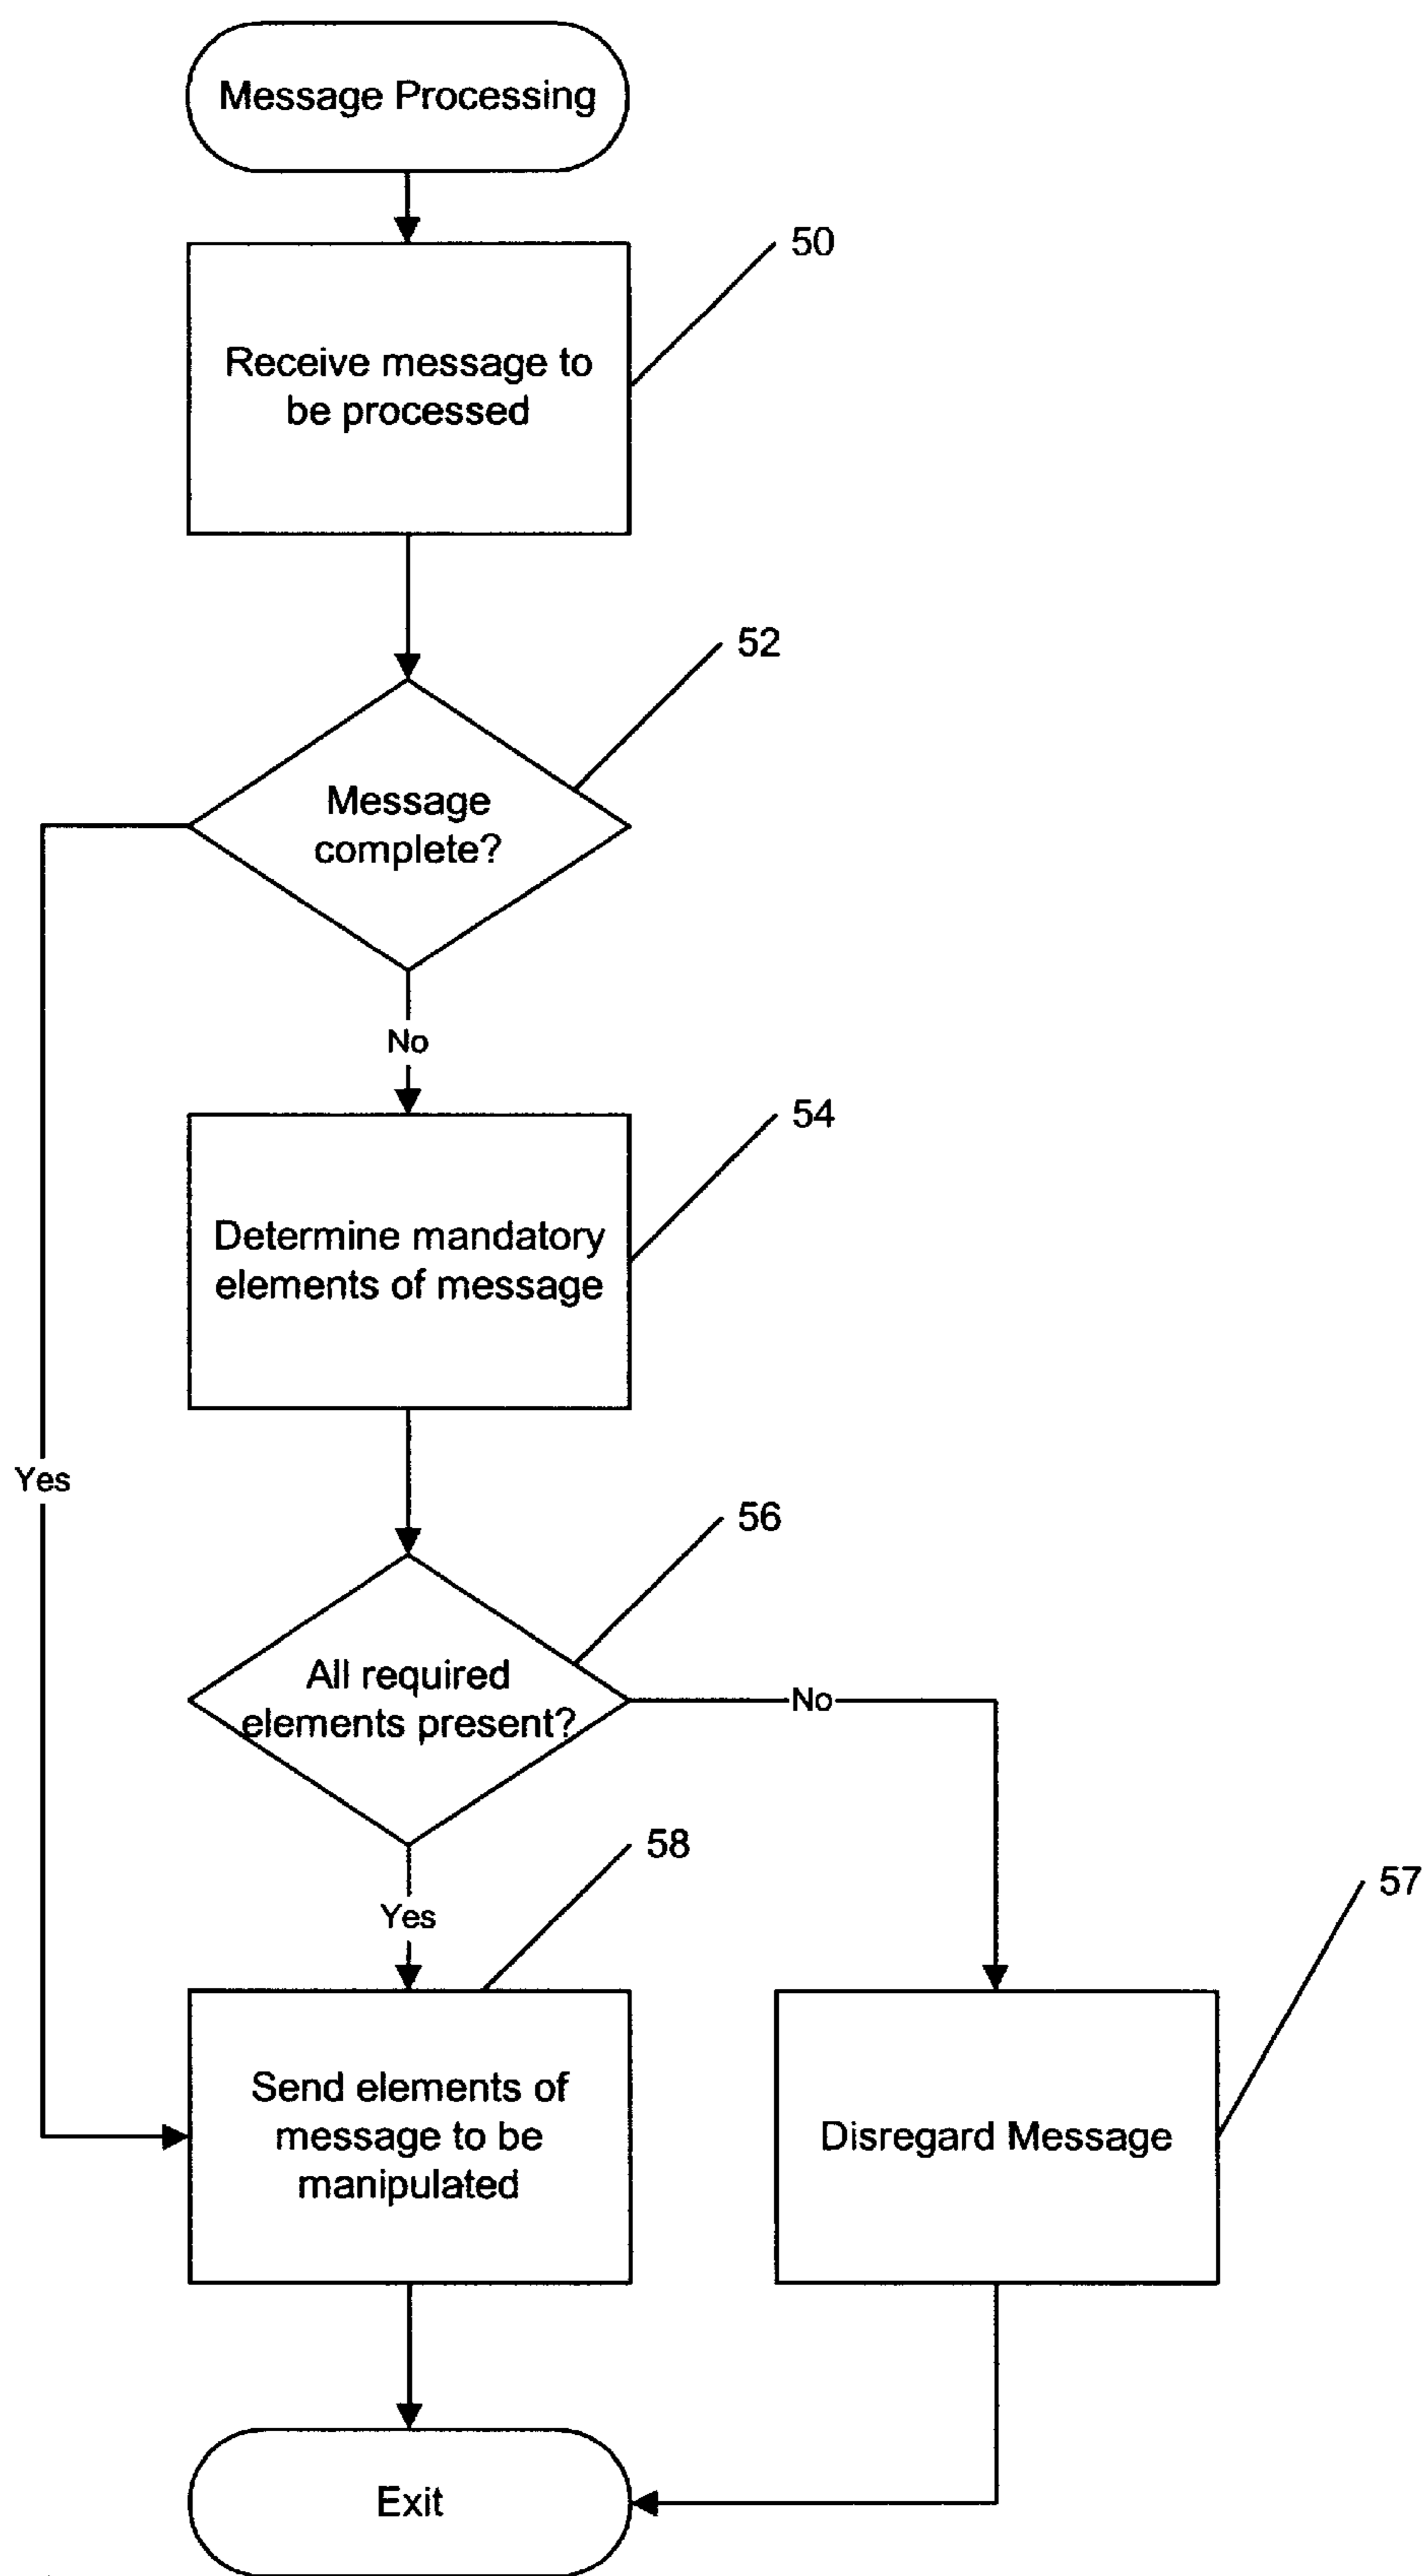 Message Processing
50
Receive message to
be processed
52
Message
complete?
No
54
Determine mandatory
elements of message
Yes
56
All required
elements present?
No
58
57
Yes
Send elements of
message to be
manipulated
Disregard Message
Exit